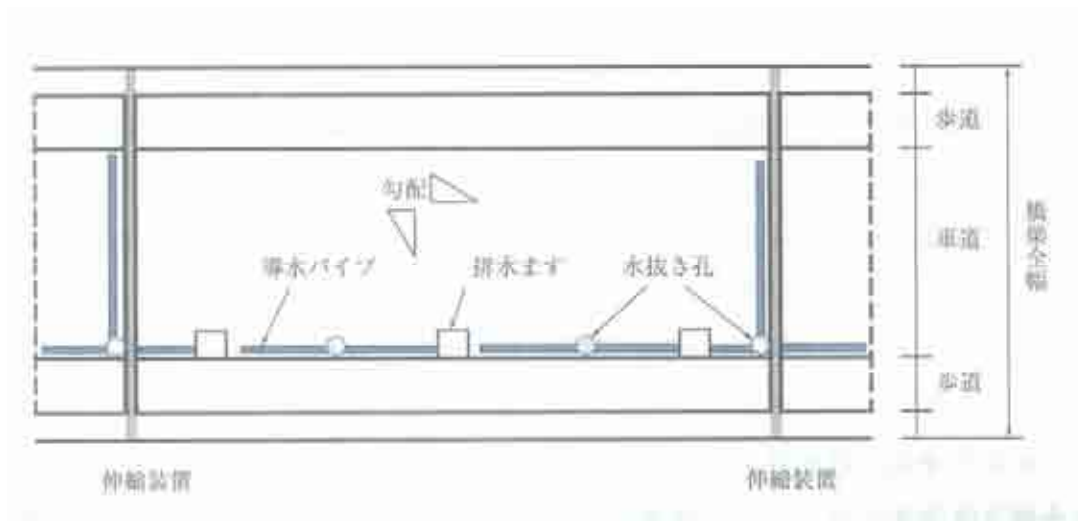 歩道
勾配
車道
橋梁全幅
導水パイプ
排水ます
水抜き孔
歩道
伸縮装置
伸縮装置